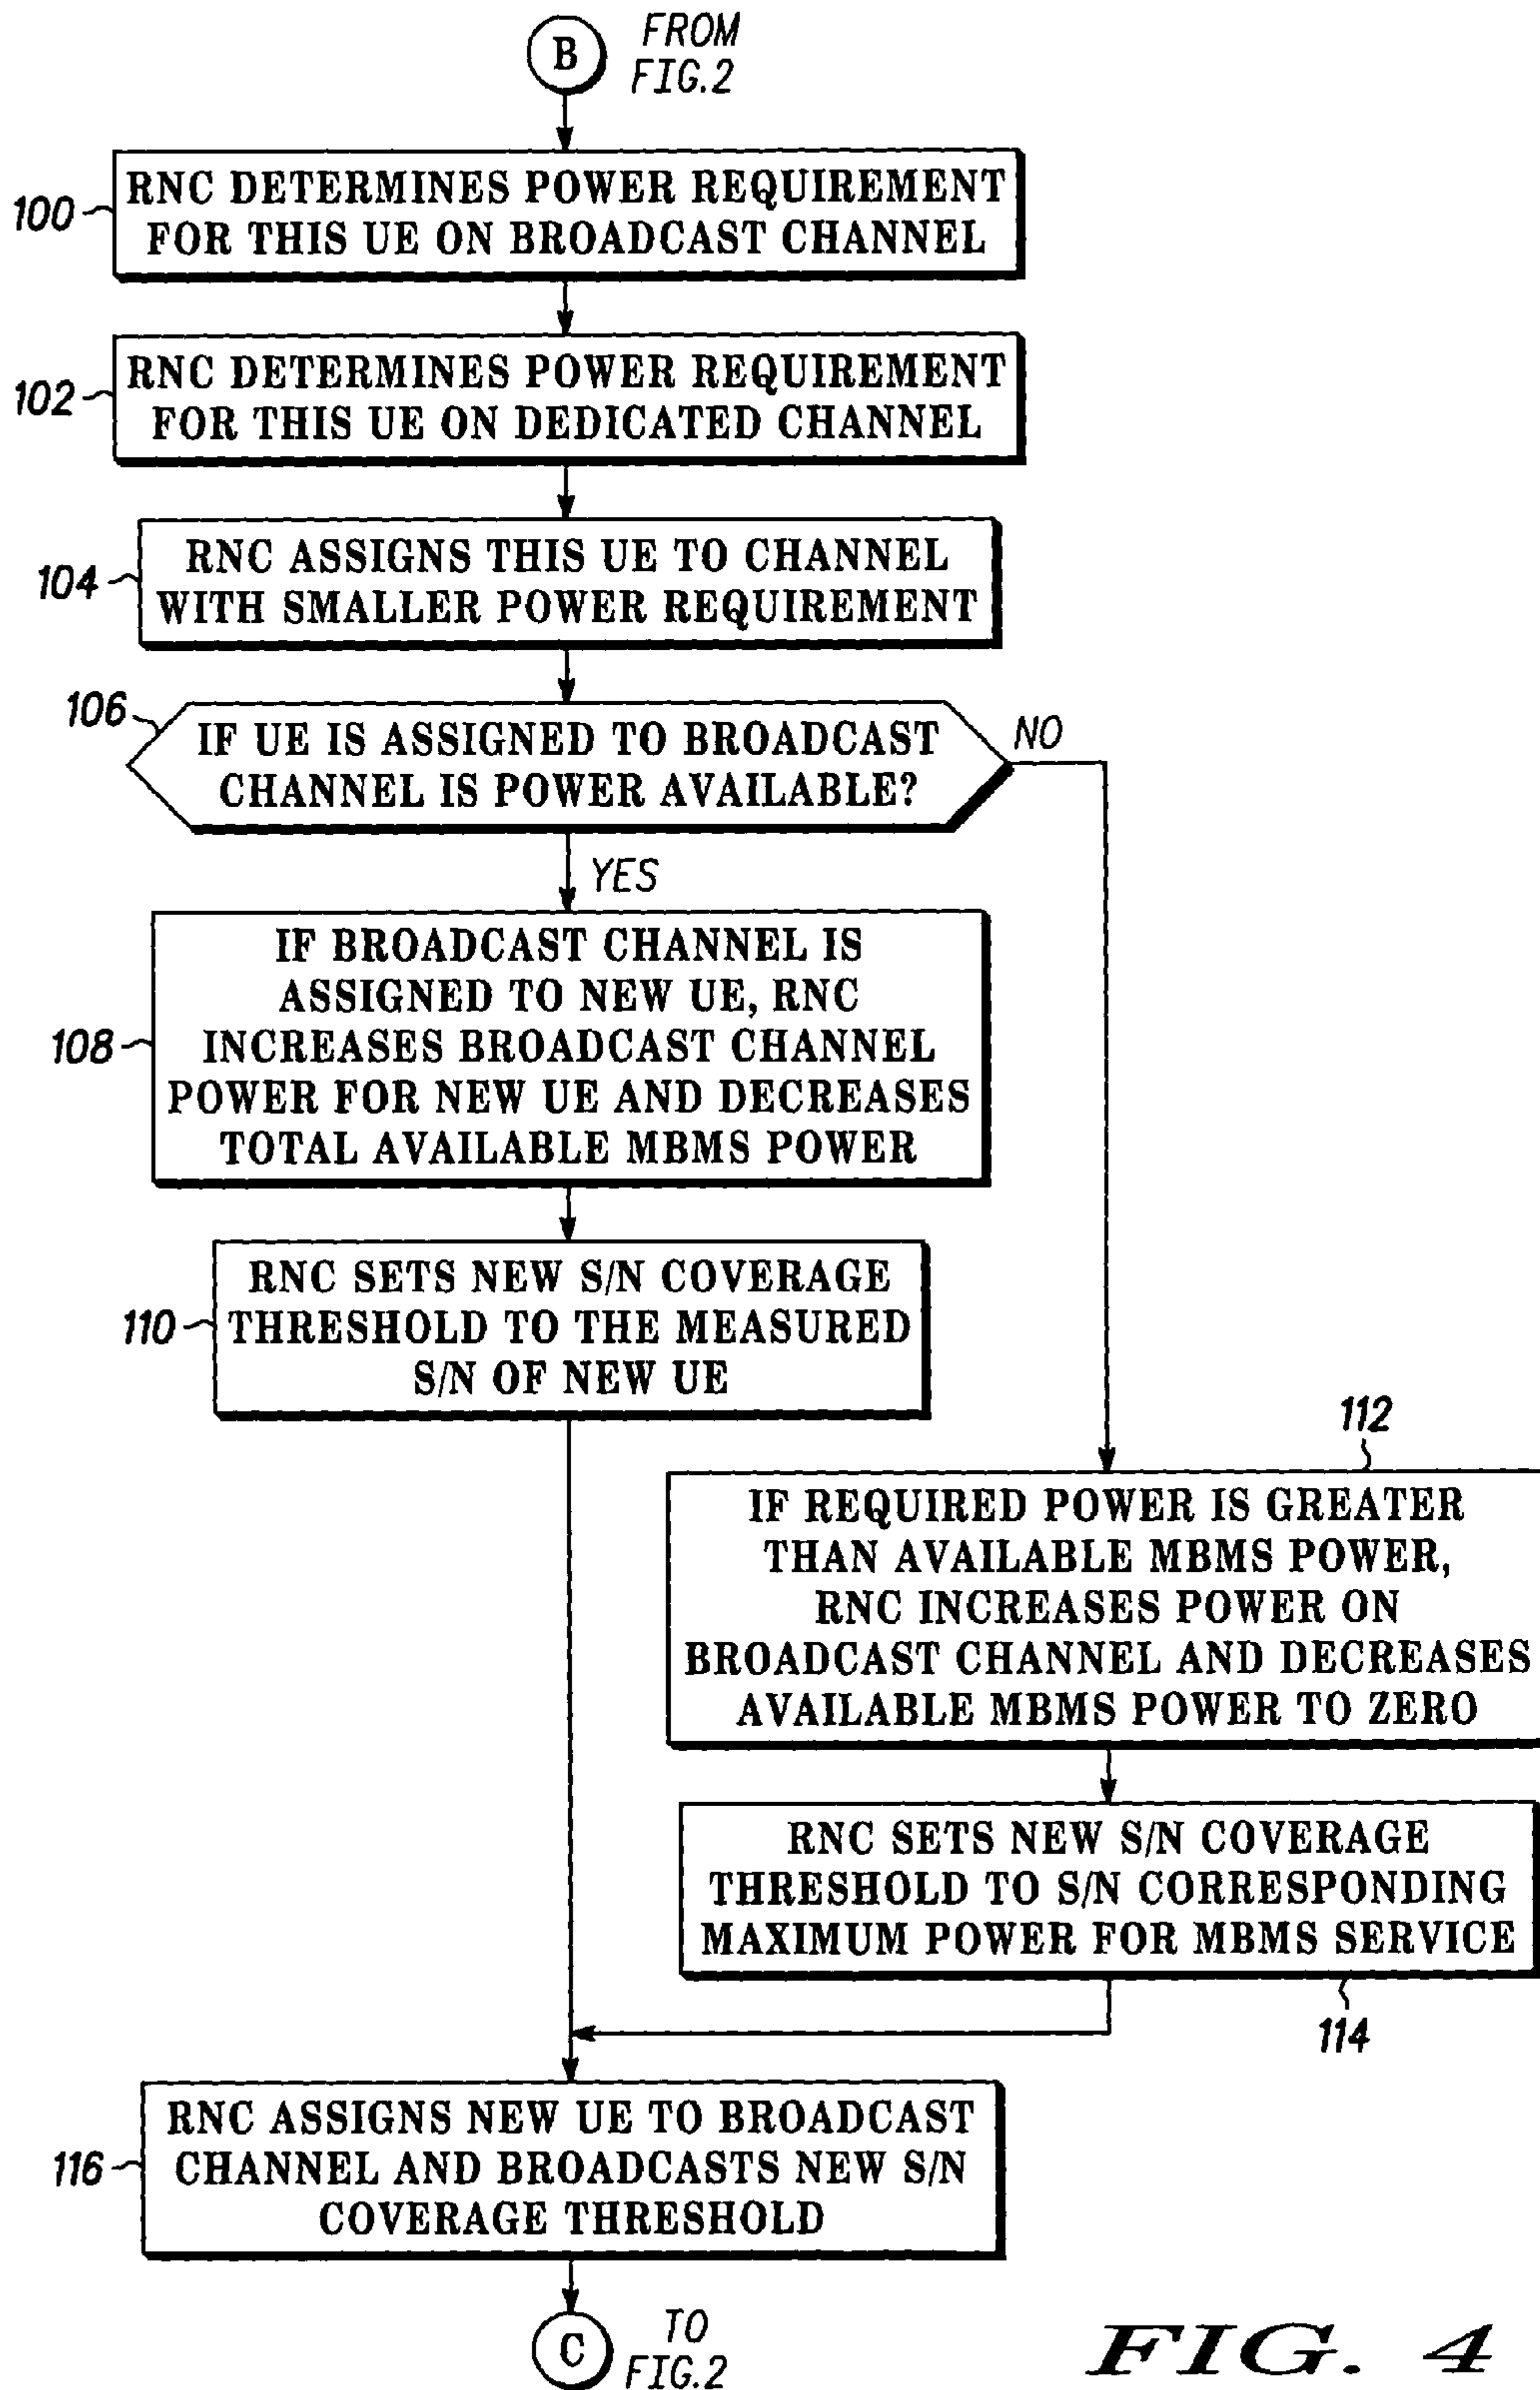 B
FROM
FIG.2
100
RNC DETERMINES POWER REQUIREMENT
FOR THIS UE ON BROADCAST CHANNEL
102
RNC DETERMINES POWER REQUIREMENT
FOR THIS UE ON DEDICATED CHANNEL
104
RNC ASSIGNS THIS UE TO CHANNEL
WITH SMALLER POWER REQUIREMENT
106
IF UE IS ASSIGNED TO BROADCAST
CHANNEL IS POWER AVAILABLE?
NO
YES
108
IF BROADCAST CHANNEL IS
ASSIGNED TO NEW UE, RNC
INCREASES BROADCAST CHANNEL
POWER FOR NEW UE AND DECREASES
TOTAL AVAILABLE MBMS POWER
110
RNC SETS NEW S/N COVERAGE
THRESHOLD TO THE MEASURED
S/N OF NEW UE
112
IF REQUIRED POWER IS GREATER
THAN AVAILABLE MBMS POWER,
RNC INCREASES POWER ON
BROADCAST CHANNEL AND DECREASES
AVAILABLE MBMS POWER TO ZERO
RNC SETS NEW S/N COVERAGE
THRESHOLD TO S/N CORRESPONDING
MAXIMUM POWER FOR MBMS SERVICE
114
116
RNC ASSIGNS NEW UE TO BROADCAST
CHANNEL AND BROADCASTS NEW S/N
COVERAGE THRESHOLD
C
TO
FIG.2
FIG. 4